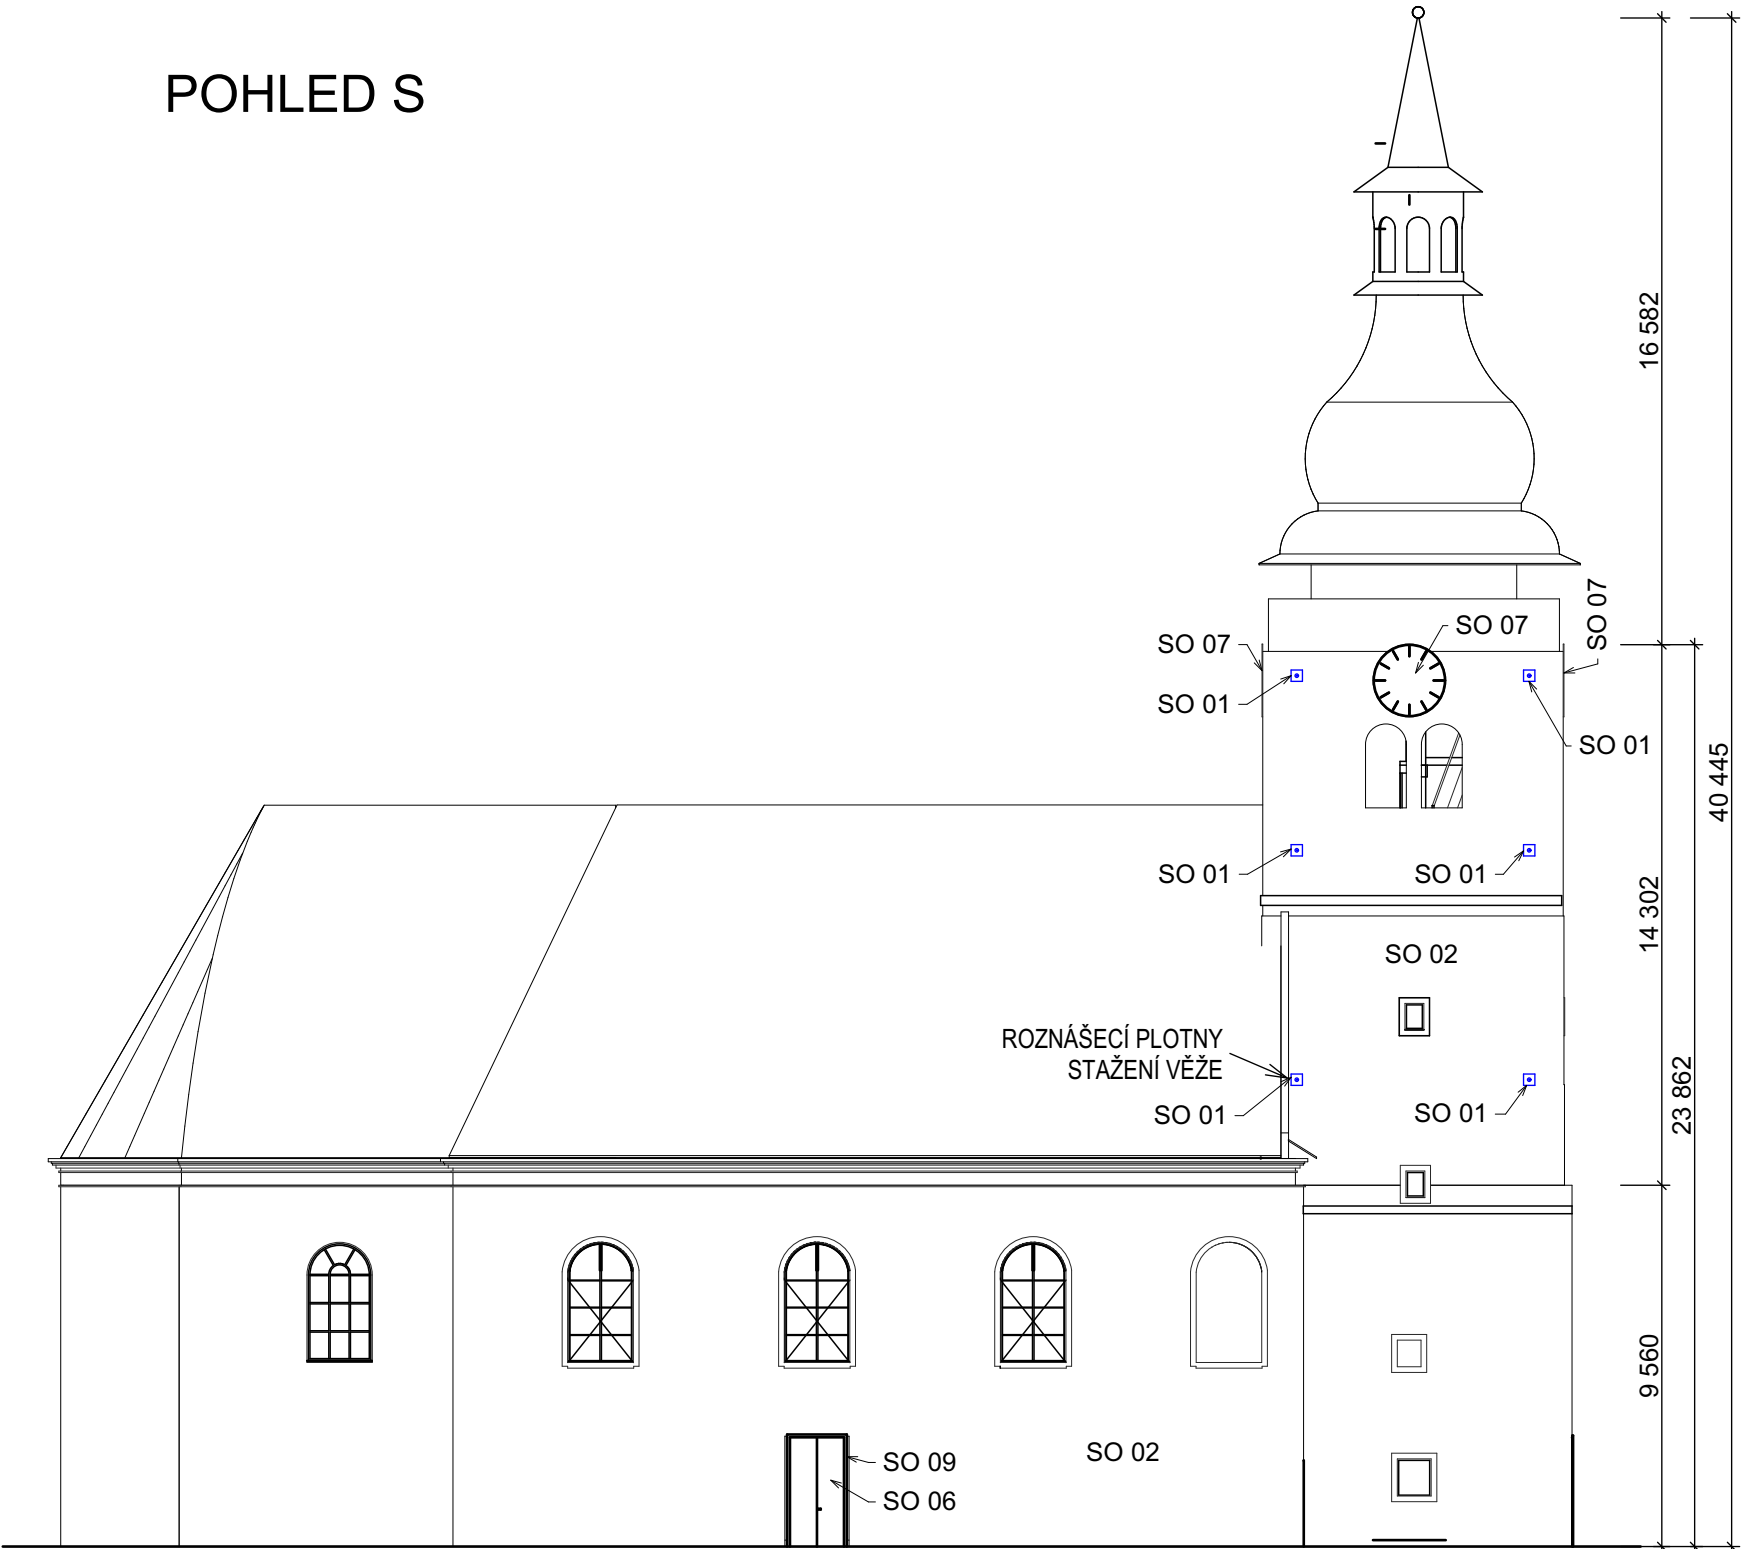 POHLED S
16 582
SO 07
SO 07
SO 07
SO 01
SO 01
40 445
SO 01
SO 01
14 302
SO 02
ROZNÁŠECÍ PLOTNY
STAŽENÍ VĚŽE
SO 01
SO 01
23 862
9 560
SO 02
SO 09
SO 06